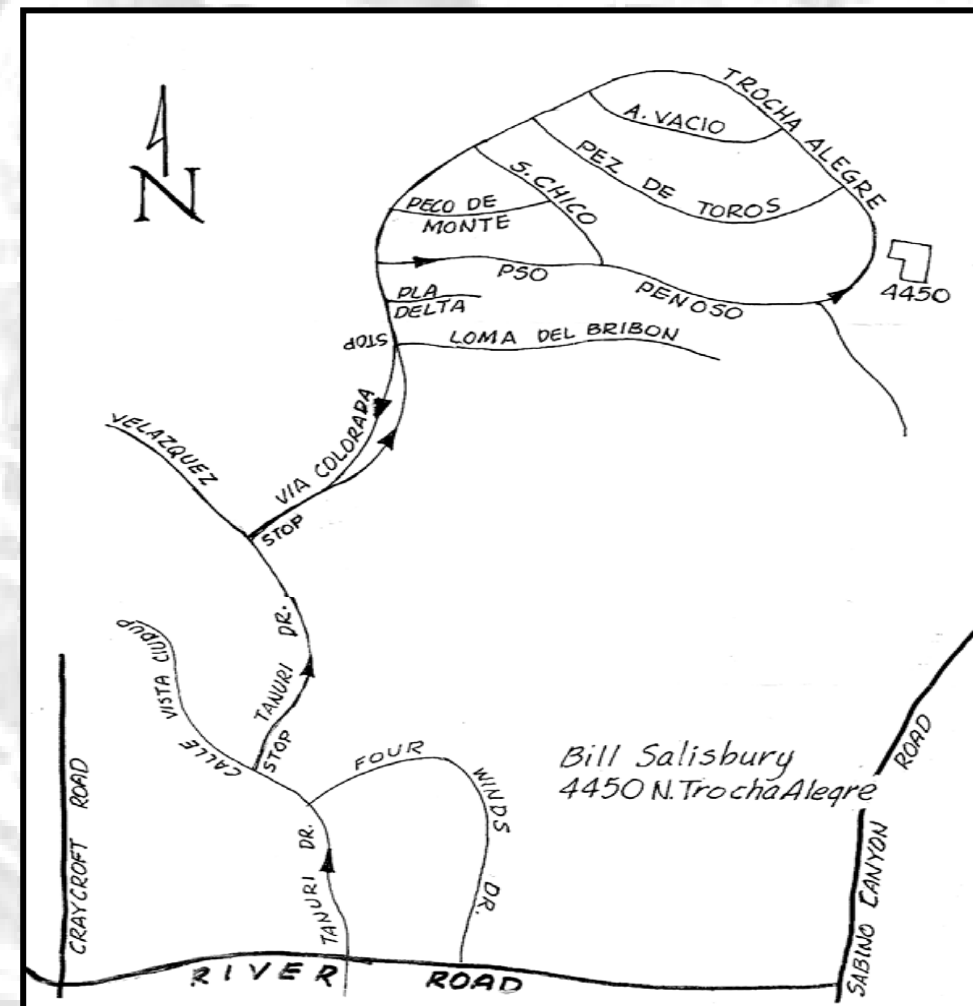 TROCHA ALEGRE
A. VACIO
N
PEZ DE TOROS
S. CHICO
PECO DE
MONTE
PSO PENOSO
4450
PLA
DELTA
STOP
LOMA DEL BRIBON
VELAZQUEZ
VIA COLORADA
STOP
TANURI DR.
CALLE VISTA CIUDUP
STOP
FOUR SANIWDS DR.
Bill Salisbury
4450 N. Trocha Alegre
CRAYCROFT ROAD
TANURI DR.
SABINO CANYON ROAD
RIVER ROAD